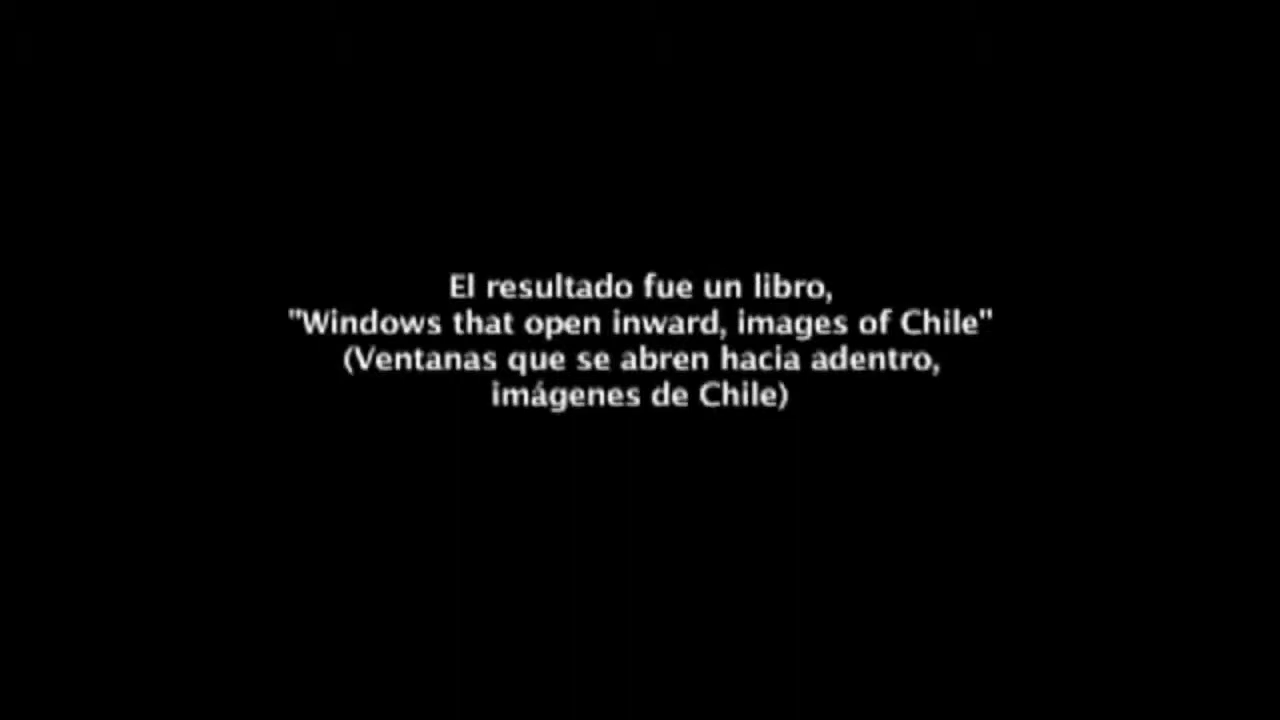 El resultado fue un libro,
"Windows that open inward, images of Chile"
(Ventanas que se abren hacia adentro,
imágenes de Chile)